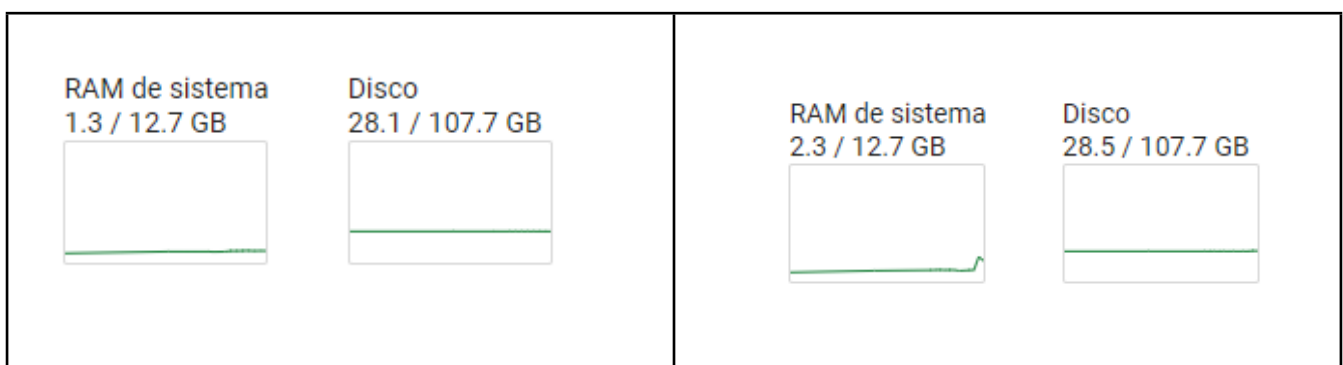 RAM de sistema
1.3 / 12.7 GB
Disco
28.1 / 107.7 GB
RAM de sistema
2.3 / 12.7 GB
Disco
28.5 / 107.7 GB